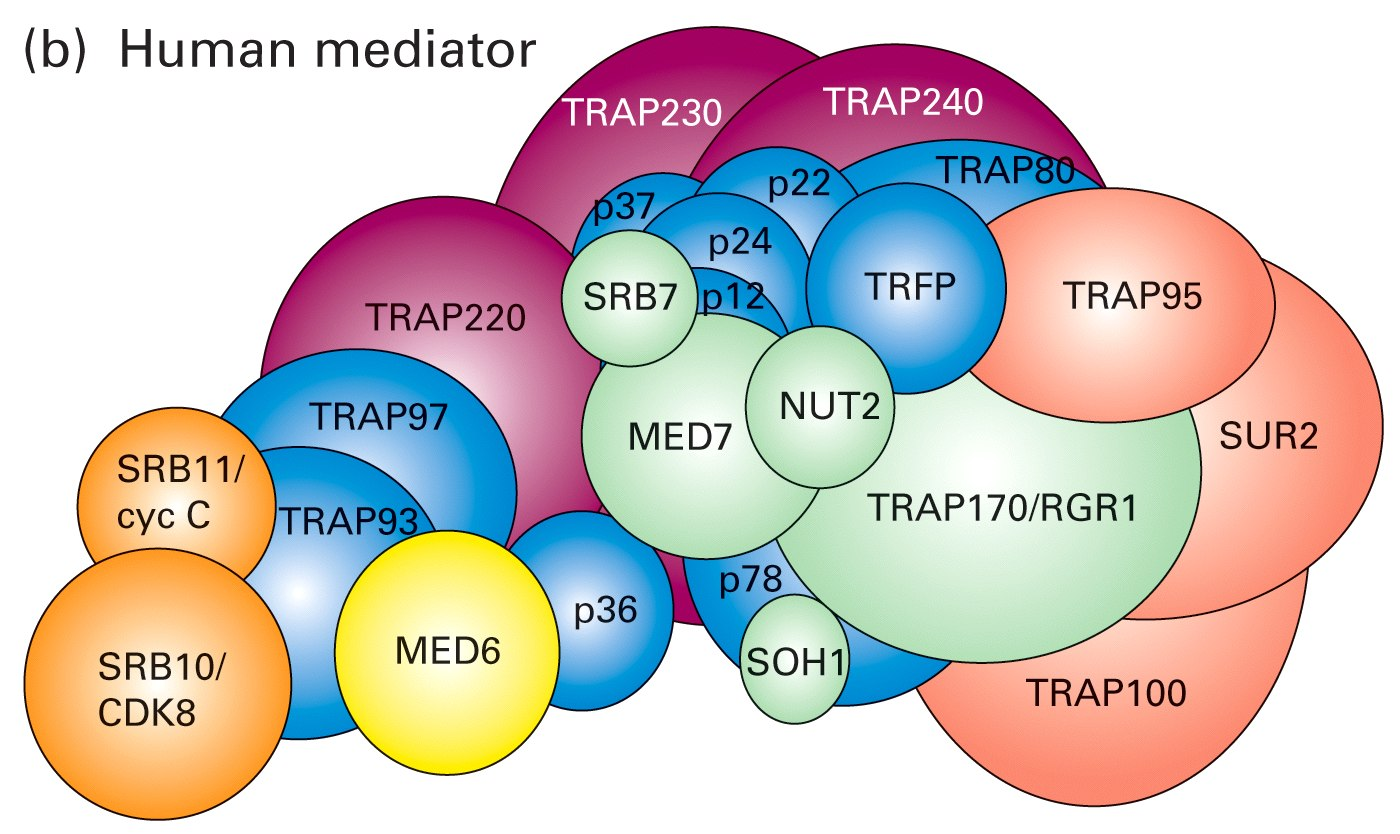 (b) Human mediator
TRAP230
TRAP240
TRAP80
p22
p37
p24
TRFP
SRB7
p12
TRAP95
TRAP220
NUT2
TRAP97
MED7
SUR2
SRB11/
cyc C
TRAP93
TRAP170/RGR1
p78
p36
MED6
SOH1
SRB10/
CDK8
TRAP100